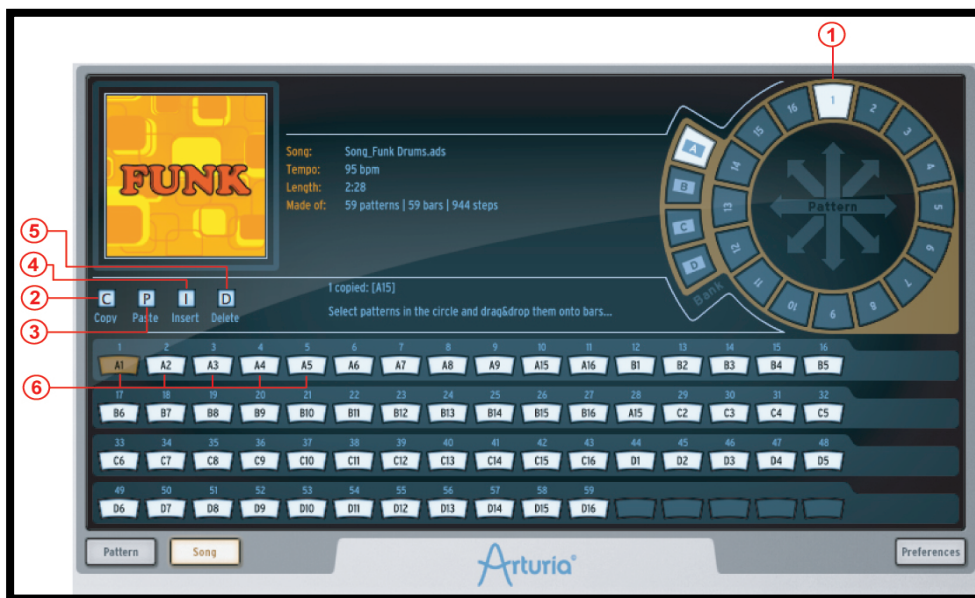 1
FUNK
Song: Song_Funk Drums.ads
Tempo: 95 bpm
Length: 2:28
Made of: 59 patterns | 59 bars | 944 steps
1 2 3 4 5 6 7 8 9 10 11 12 13 14 15 16
Pattern
A
B
C
D
Bank
5
4
2
3
6
C P I D
Copy Paste Insert Delete
1 copied: [A15]
Select patterns in the circle and drag&drop them onto bars...
1 2 3 4 5 6 7 8 9 10 11 12 13 14 15 16
A1 A2 A3 A4 A5 A6 A7 A8 A9 A15 A16 B1 B2 B3 B4 B5
17 18 19 20 21 22 23 24 25 26 27 28 29 30 31 32
B6 B7 B8 B9 B10 B11 B12 B13 B14 B15 B16 A15 C2 C3 C4 C5
33 34 35 36 37 38 39 40 41 42 43 44 45 46 47 48
C6 C7 C8 C9 C10 C11 C12 C13 C14 C15 C16 D1 D2 D3 D4 D5
49 50 51 52 53 54 55 56 57 58 59
D6 D7 D8 D9 D10 D11 D12 D13 D14 D15 D16
Pattern Song
Arturia®
Preferences